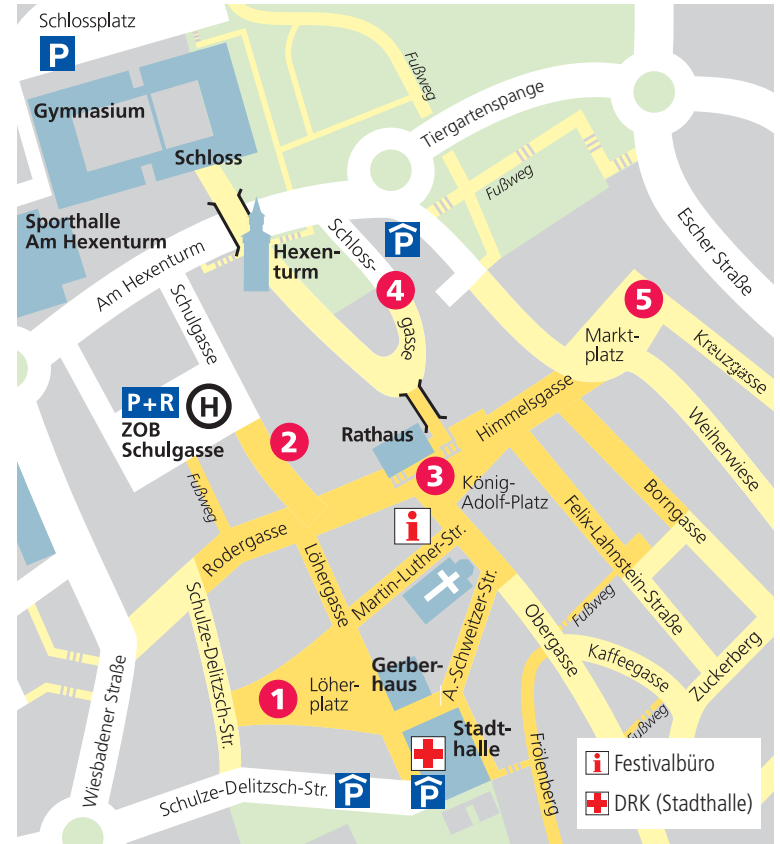 Schlossplatz
P
Gymnasium
Schloss
Fußweg
Tiergartenspange
Fußweg
Sporthalle
Am Hexenturm
Am Hexenturm
Hexen-
turm
Schloss-
gasse
P
4
Escher Straße
5
Markt-
platz
Kreuzgasse
Weiherwiese
Schulgasse
P+R
H
ZOB
Schulgasse
2
Rathaus
Himmelsgasse
3
König-
Adolf-Platz
Fußweg
Rodergasse
i
Löhergasse
Martin-Luther-Str.
Felix-Lahnstein-Straße
Borngasse
A.-Schweitzer-Str.
Obergasse
Fußweg
Kaffeegasse
Zuckerberg
Schulze-Delitzsch-Str.
1
Löher-
platz
Gerber-
haus
Stadt-
halle
Fußweg
Frölenberg
Wiesbadener Straße
Schulze-Delitzsch-Str.
P
P
i Festivalbüro
DRK (Stadthalle)